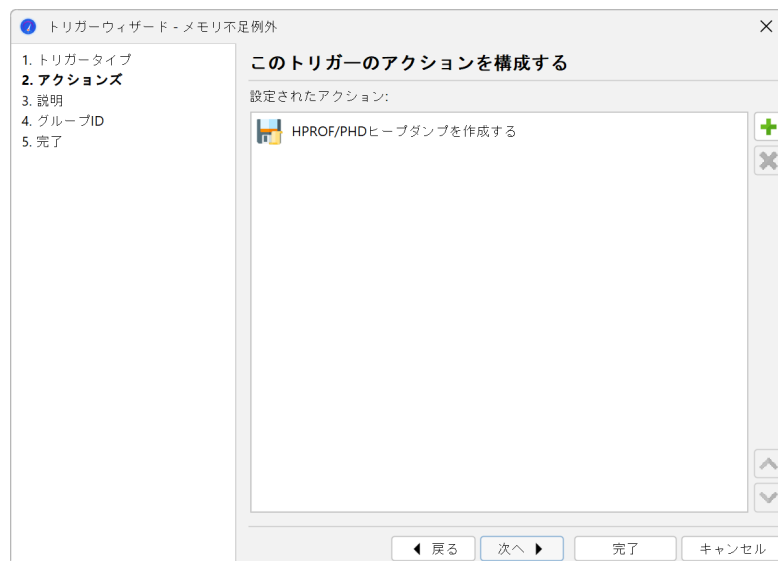 トリガーウィザード - メモリ不足例外
1. トリガータイプ
2. アクションズ
3. 説明
4. グループID
5. 完了
このトリガーのアクションを構成する
設定されたアクション:
HPROF/PHDヒープダンプを作成する
戻る 次へ 完了 キャンセル